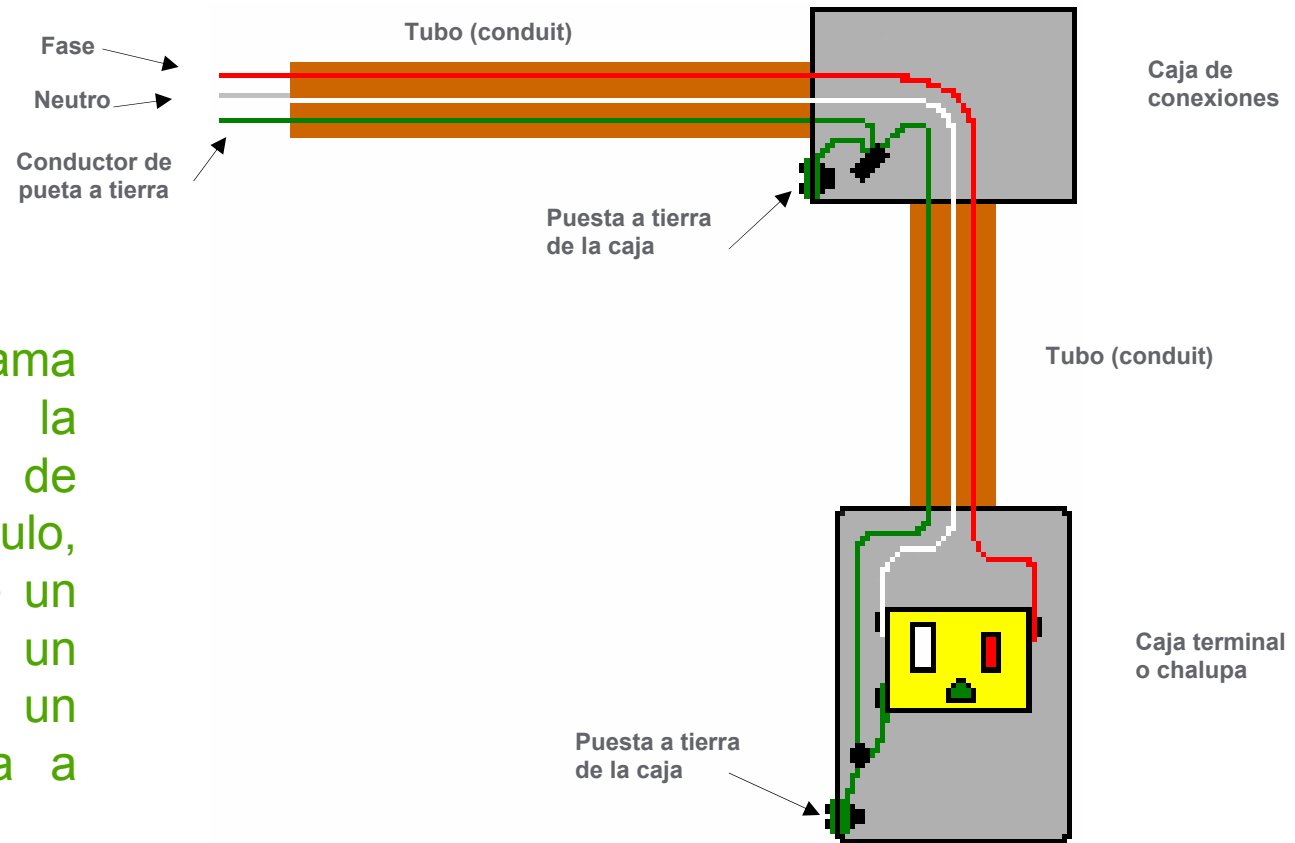 Tubo (conduit)
Fase
Neutro
Conductor de
pueta a tierra
Caja de
conexiones
Puesta a tierra
de la caja
Tubo (conduit)
ama
la
de
ulo,
un
un
un
a a
Caja terminal
o chalupa
Puesta a tierra
de la caja